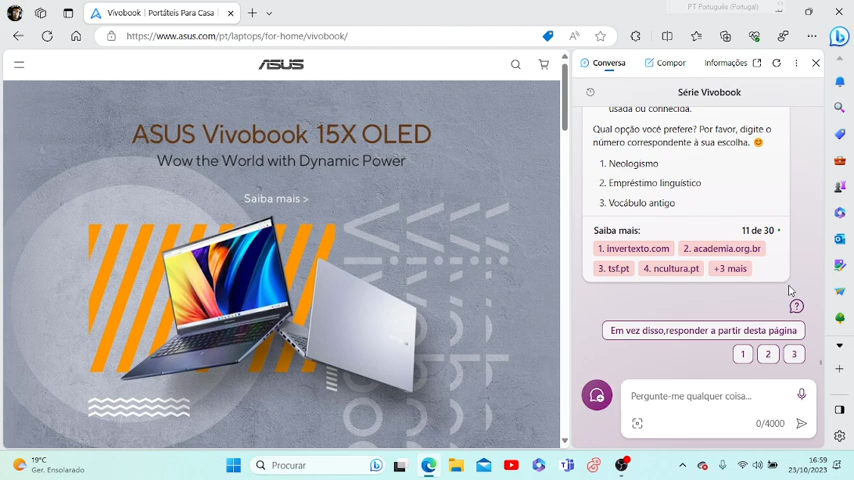 PT Português (Portugal)
Vivobook | Portáteis Para Casa
https://www.asus.com/pt/laptops/for-home/vivobook/
ASUS
ASUS Vivobook 15X OLED
Wow the World with Dynamic Power
Saiba mais >
Vivobook
Conversa
Compor
Informações
Série Vivobook
usada ou conhecida.
Qual opção você prefere? Por favor, digite o
número correspondente à sua escolha. 😊
1. Neologismo
2. Empréstimo linguístico
3. Vocábulo antigo
Saiba mais:
11 de 30
1. invertexto.com
2. academia.org.br
3. tsf.pt
4. ncultura.pt
+3 mais
Em vez disso,responder a partir desta página
1
2
3
Pergunte-me qualquer coisa...
0/4000
19°C
Ger. Ensolarado
Procurar
16:59
23/10/2023